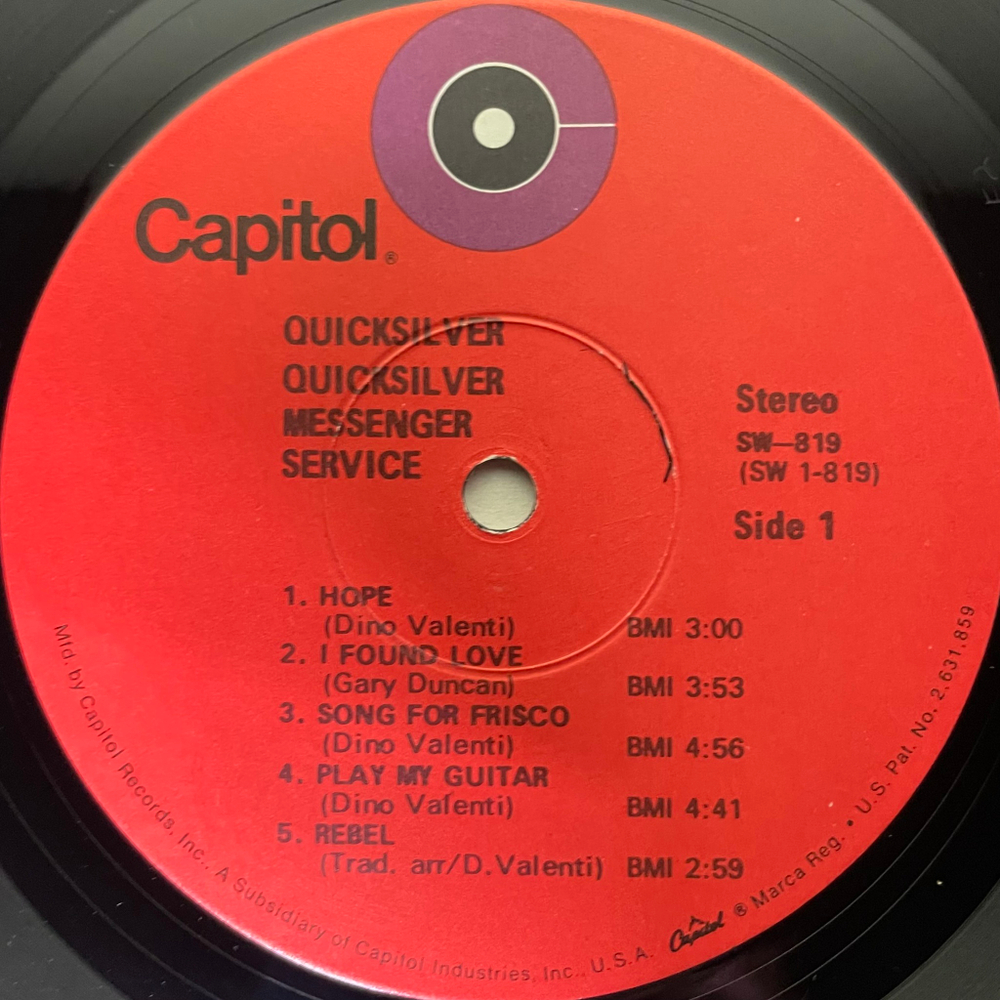 Capitol®
QUICKSILVER
QUICKSILVER
MESSENGER
SERVICE
Stereo
SW—819
(SW 1-819)
Side 1
1. HOPE
(Dino Valenti) BMI 3:00
2. I FOUND LOVE
(Gary Duncan) BMI 3:53
3. SONG FOR FRISCO
(Dino Valenti) BMI 4:56
4. PLAY MY GUITAR
(Dino Valenti) BMI 4:41
5. REBEL
(Trad. arr/D.Valenti) BMI 2:59
Mfd. by Capitol Records, Inc., A Subsidiary of Capitol Industries, Inc., U.S.A. Capitol ® Marca Reg. • U.S. Pat. No. 2,631,859